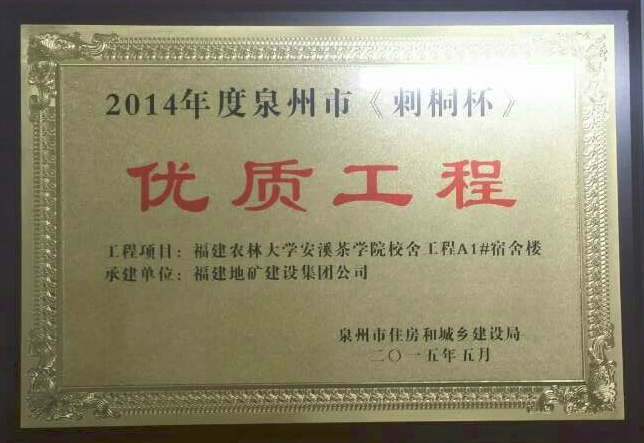 2014年度泉州市《刺桐杯》
优质工程
工程项目：福建农林大学安溪茶学院校舍工程A1#宿舍楼
承建单位：福建地矿建设集团公司
泉州市住房和城乡建设局
二〇一五年五月